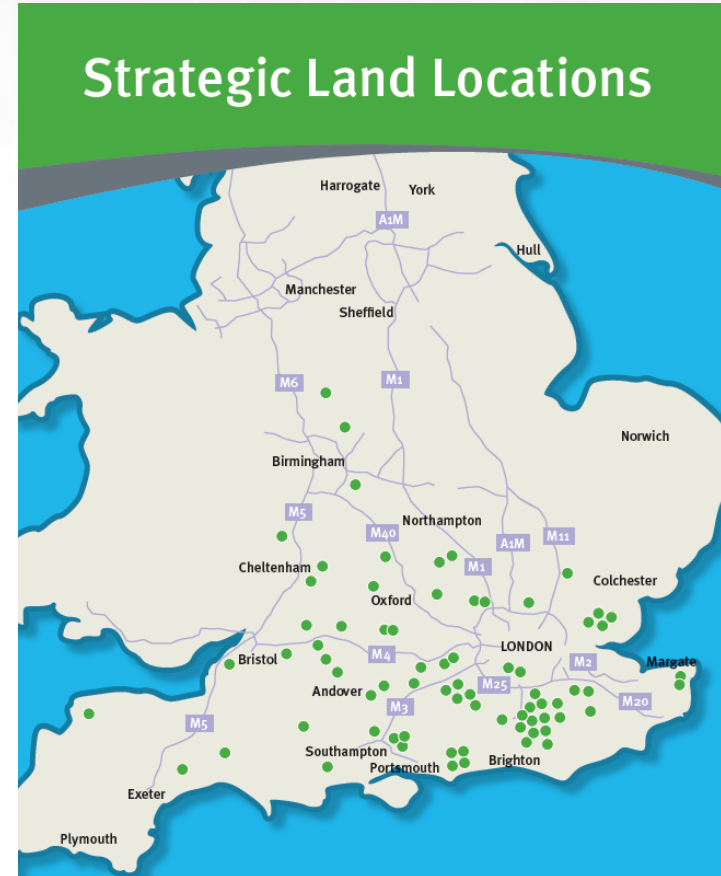 Strategic Land Locations
Harrogate
York
A1M
Hull
Manchester
Sheffield
M6
M1
Norwich
Birmingham
M5
Northampton
M40
A1M
M11
Cheltenham
M1
Colchester
Oxford
LONDON
Bristol
M4
M2
Margate
M25
Andover
M20
M3
M5
Southampton
Portsmouth
Brighton
Exeter
Plymouth